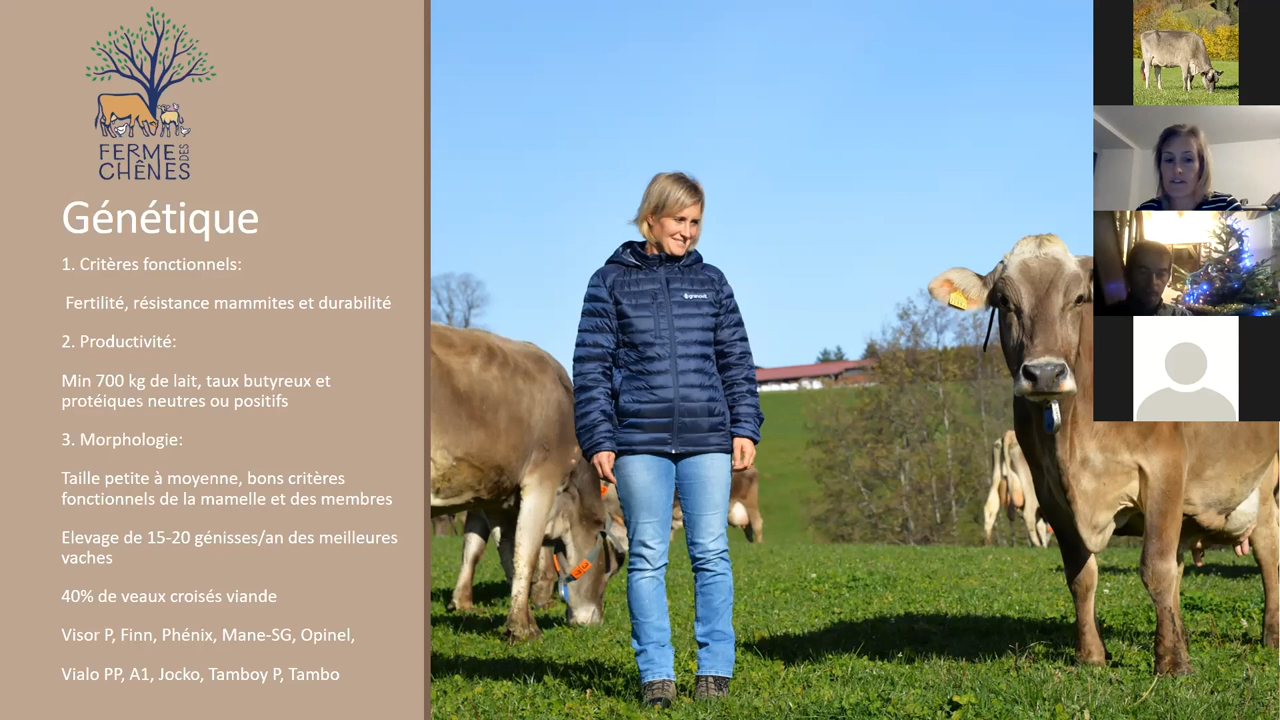 FERME DES
CHÊNES
Génétique
1. Critères fonctionnels:
Fertilité, résistance mammites et durabilité
2. Productivité:
Min 700 kg de lait, taux butyreux et
protéiques neutres ou positifs
3. Morphologie:
Taille petite à moyenne, bons critères
fonctionnels de la mamelle et des membres
Elevage de 15-20 génisses/an des meilleures
vaches
40% de veaux croisés viande
Visor P, Finn, Phénix, Mane-SG, Opinel,
Vialo PP, A1, Jocko, Tamboy P, Tambo